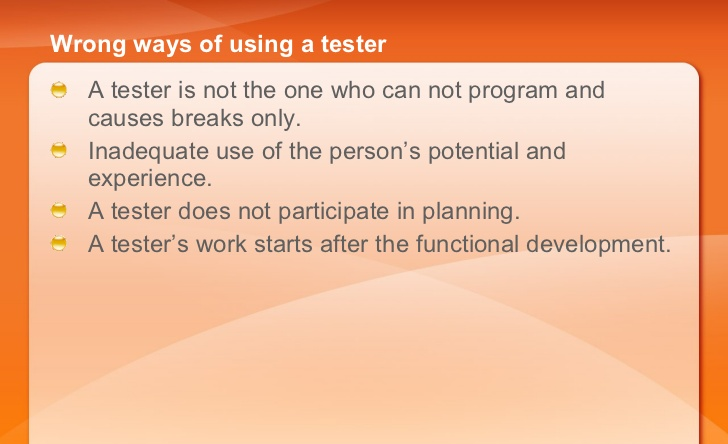 Wrong ways of using a tester
A tester is not the one who can not program and
causes breaks only.
Inadequate use of the person’s potential and
experience.
A tester does not participate in planning.
A tester’s work starts after the functional development.